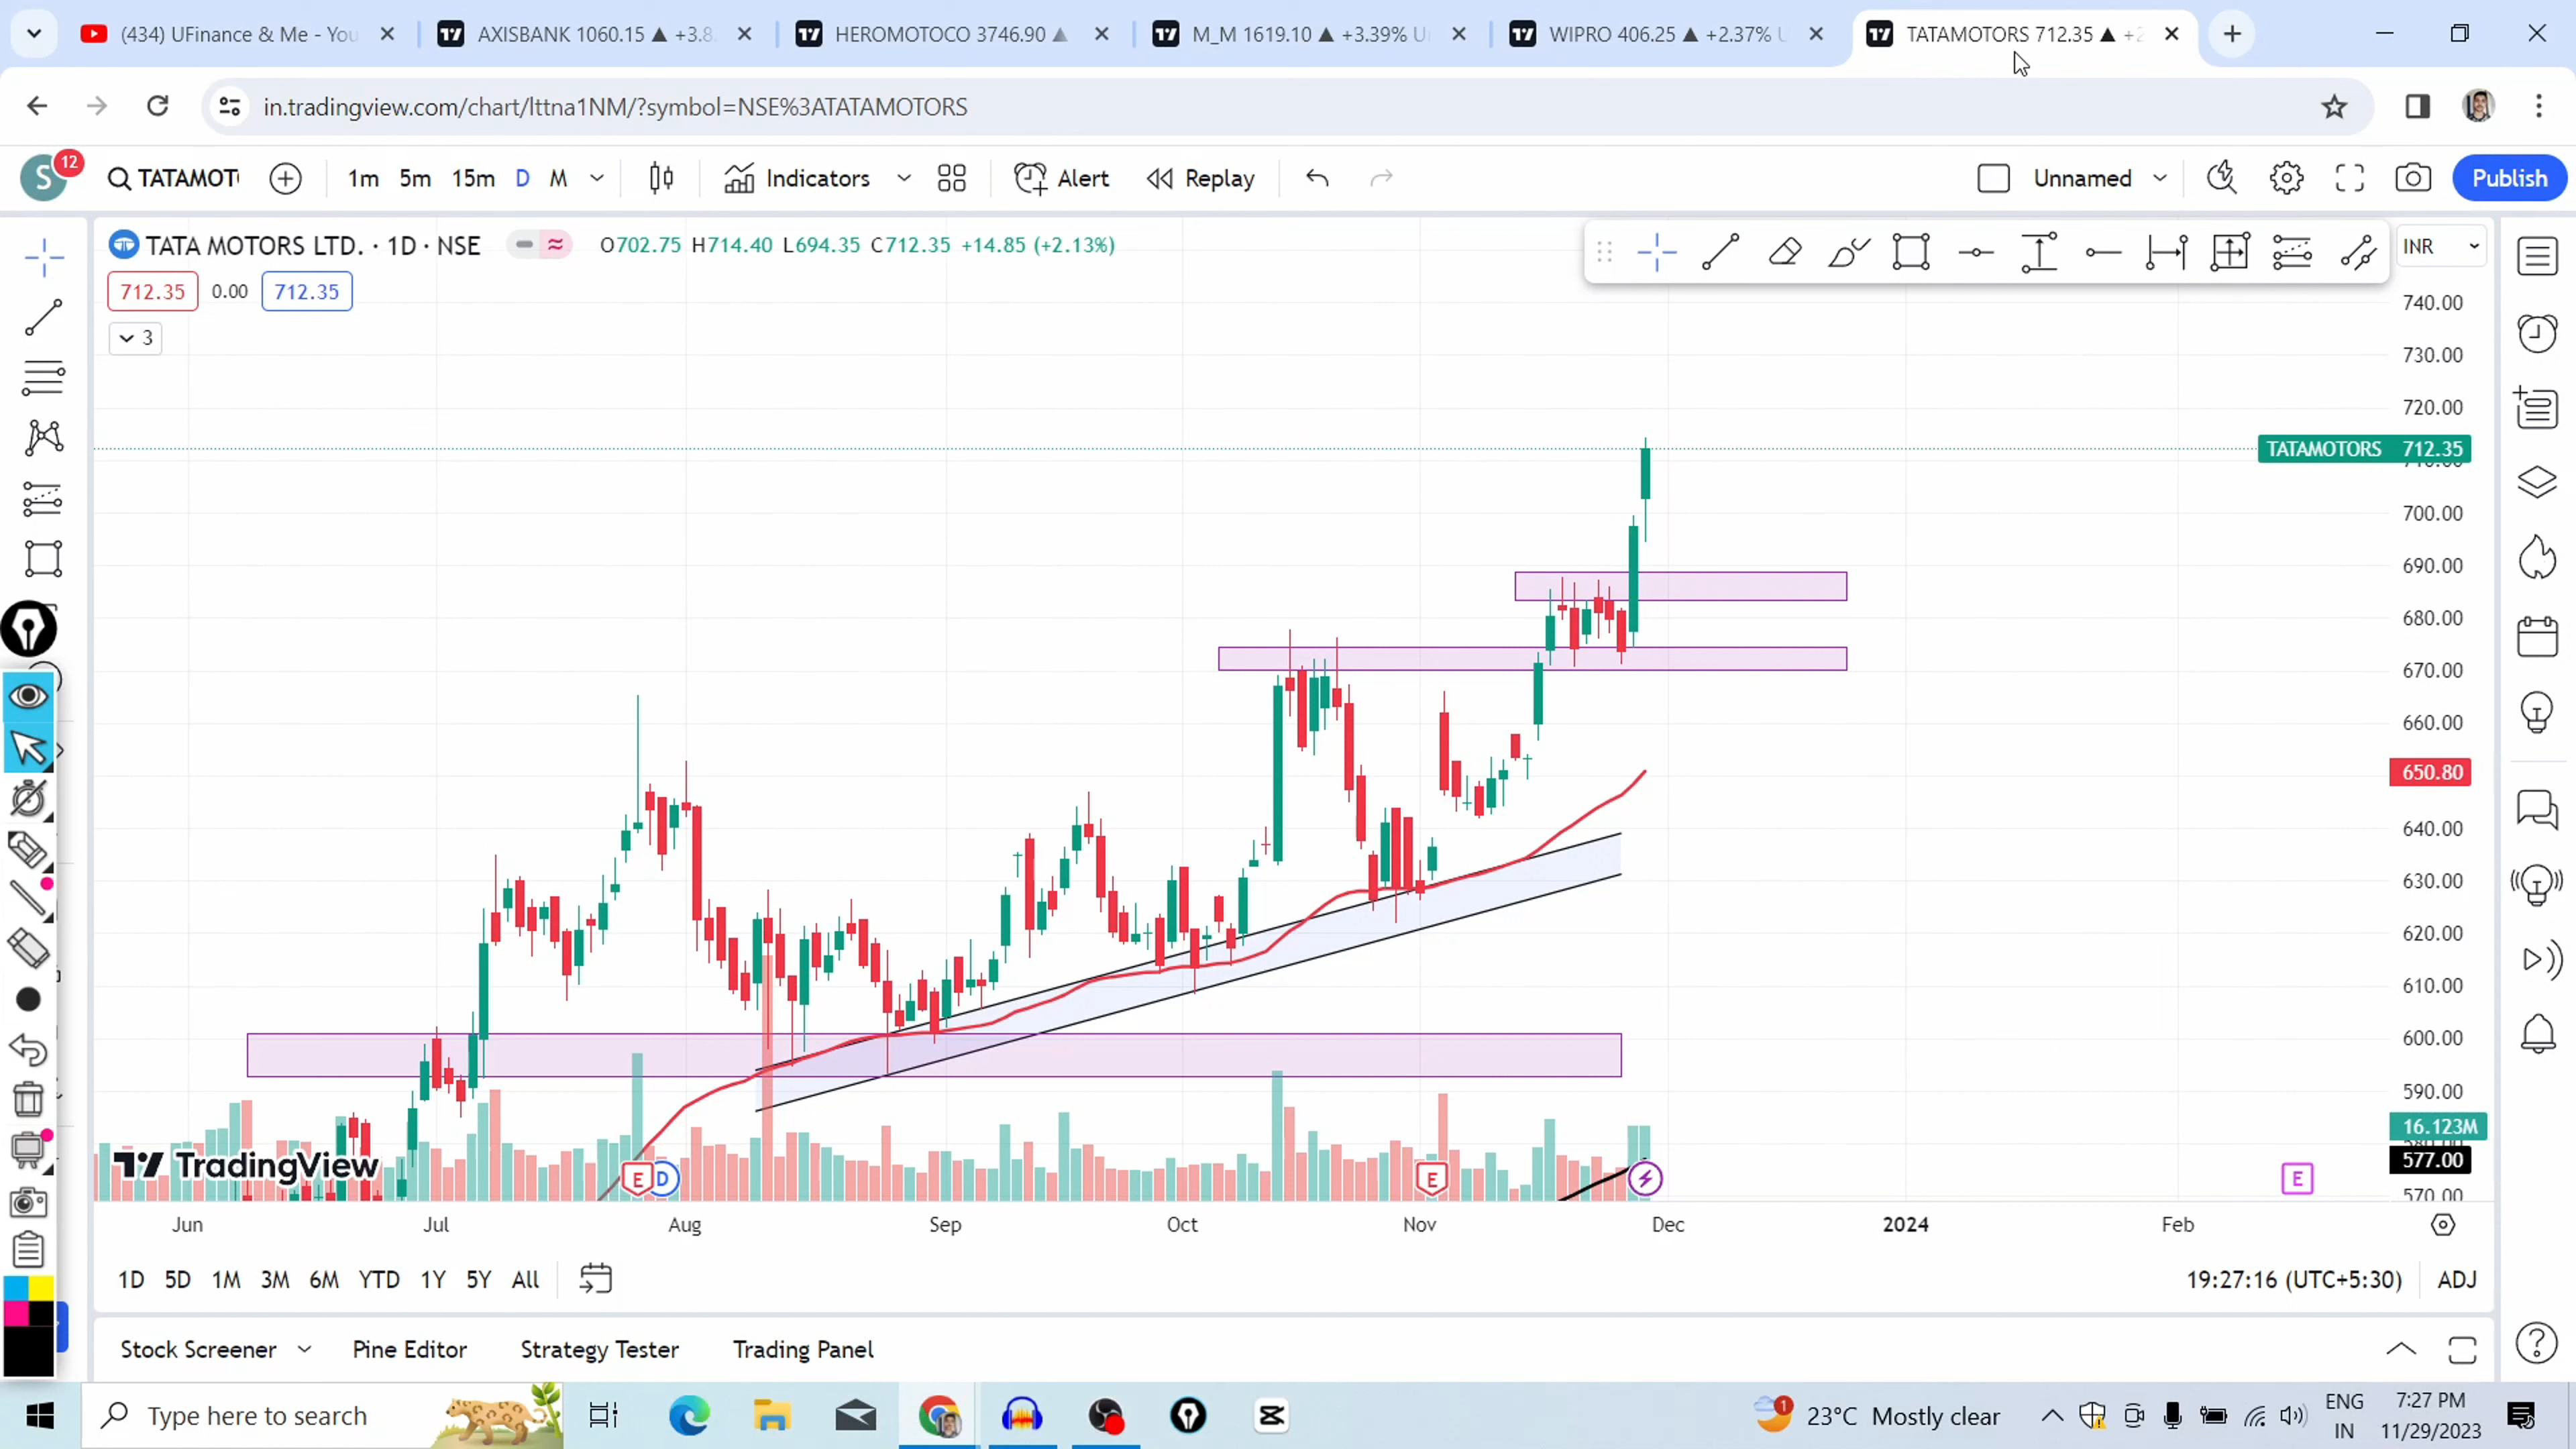 (434) UFinance & Me - You
AXISBANK 1060.15 ▲ +3.8
HEROMOTOCO 3746.90 ▲
M_M 1619.10 ▲ +3.39% U
WIPRO 406.25 ▲ +2.37% U
TATAMOTORS 712.35 ▲ +2
in.tradingview.com/chart/lttna1NM/?symbol=NSE%3ATATAMOTORS
S
12
TATAMOT
1m 5m 15m D M
Indicators
Alert
Replay
Unnamed
Publish
TATA MOTORS LTD. · 1D · NSE
O702.75 H714.40 L694.35 C712.35 +14.85 (+2.13%)
INR
712.35 0.00 712.35
3
740.00
730.00
720.00
TATAMOTORS 712.35
700.00
690.00
680.00
670.00
660.00
650.80
640.00
630.00
620.00
610.00
600.00
590.00
16.123M
577.00
570.00
TradingView
E D E E
Jun Jul Aug Sep Oct Nov Dec 2024 Feb
1D 5D 1M 3M 6M YTD 1Y 5Y All
19:27:16 (UTC+5:30) ADJ
Stock Screener Pine Editor Strategy Tester Trading Panel
Type here to search
1
23°C Mostly clear
ENG
IN
7:27 PM
11/29/2023